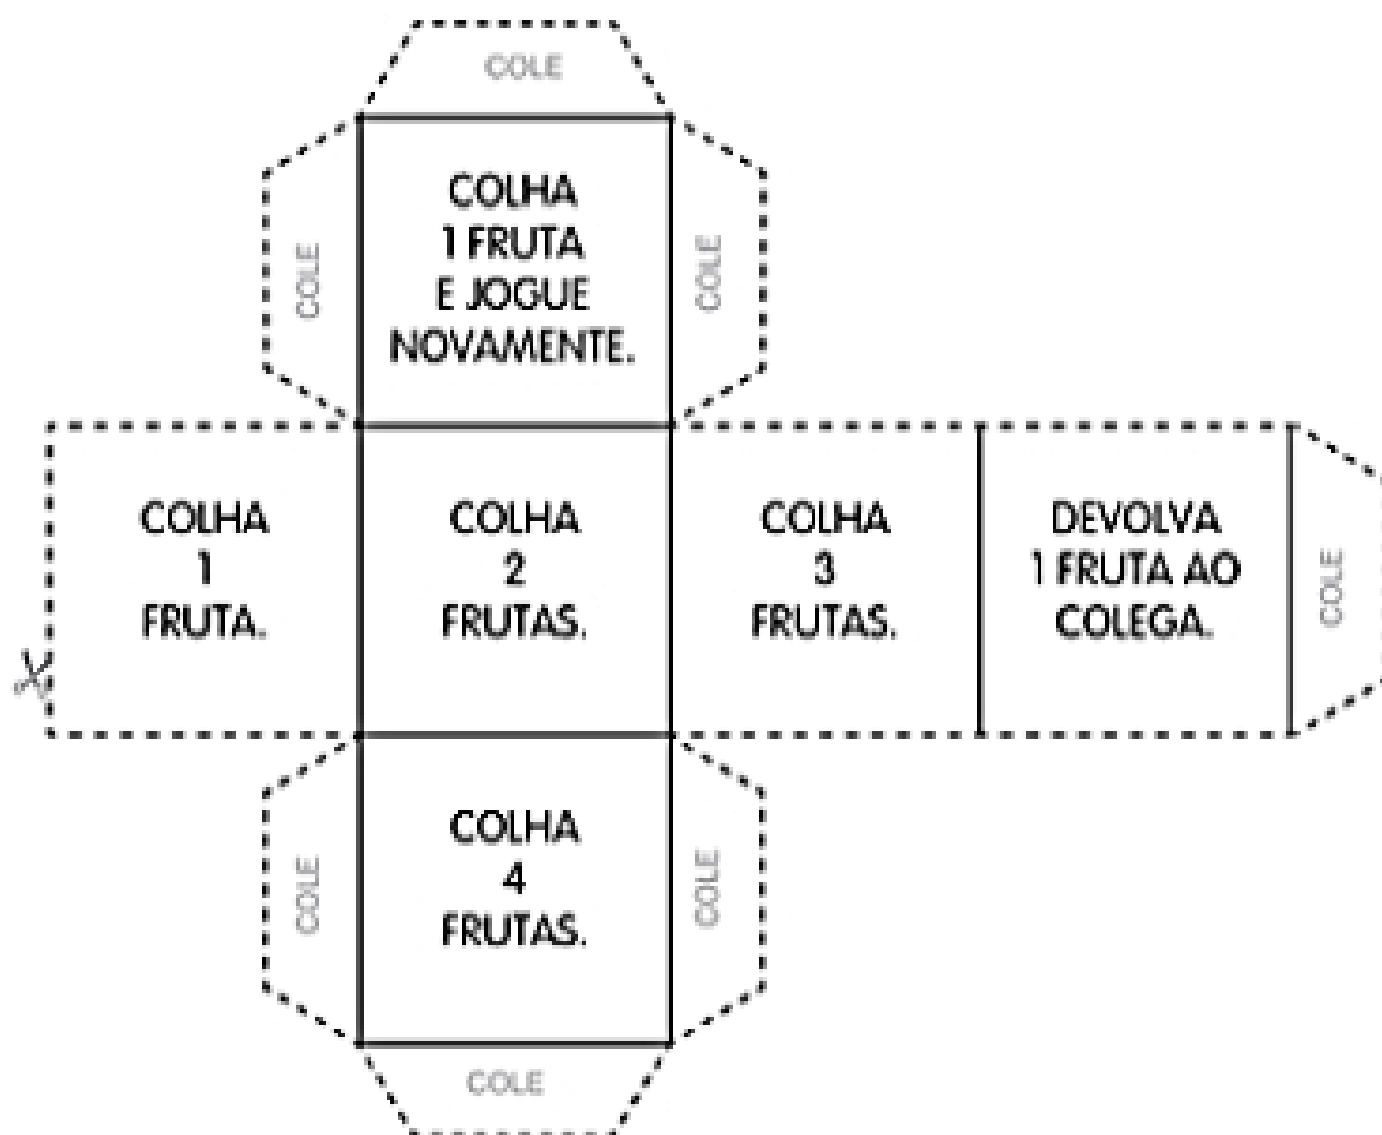 COLE
COLHA
1 FRUTA
E JOGUE
NOVAMENTE.
COLE
COLE
COLHA
1
FRUTA.
COLHA
2
FRUTAS.
COLHA
3
FRUTAS.
DEVOLVA
1 FRUTA AO
COLEGA.
COLE
COLE
COLHA
4
FRUTAS.
COLE
COLE